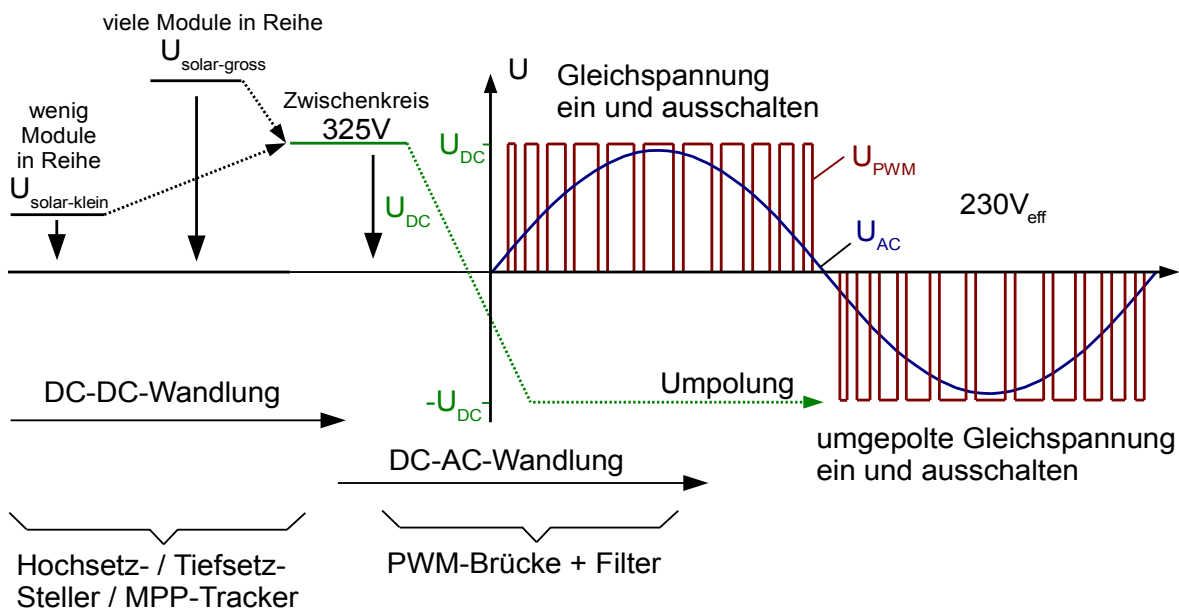 viele Module in Reihe
U solar-gross
wenig
Module
in Reihe
U solar-klein
Zwischenkreis
325V
U DC
U
Gleichspannung
ein und ausschalten
U DC
U PWM
230V eff
U AC
-U DC
Umpolung
DC-DC-Wandlung
DC-AC-Wandlung
umgepolte Gleichspannung
ein und ausschalten
Hochsetz- / Tiefsetz-
Steller / MPP-Tracker
PWM-Brücke + Filter